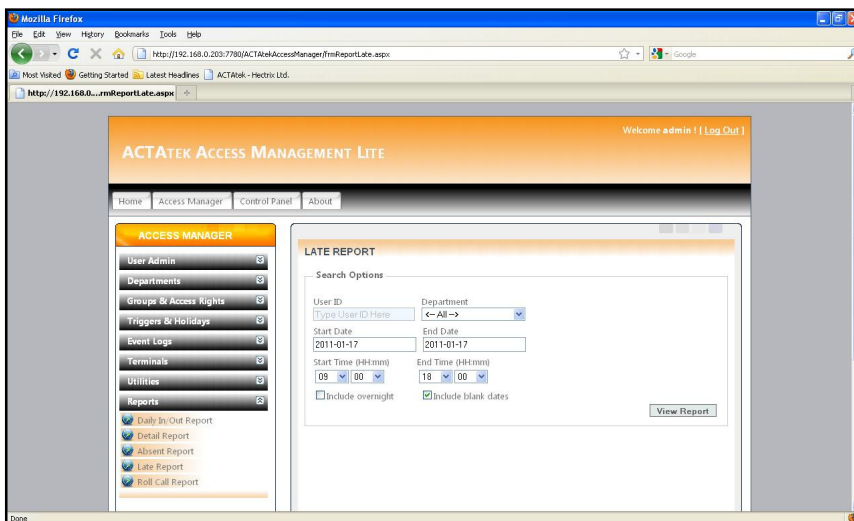 Mozilla Firefox
File Edit View History Bookmarks Tools Help
http://192.168.0.203:7780/ACTAtekAccessManager/frmReportLate.aspx
Google
Most Visited Getting Started Latest Headlines ACTAtek - Hectrix Ltd.
http://192.168.0....rmReportLate.aspx
Welcome admin ! [ Log Out ]
ACTATEK ACCESS MANAGEMENT LITE
Home Access Manager Control Panel About
ACCESS MANAGER
User Admin
Departments
Groups & Access Rights
Triggers & Holidays
Event Logs
Terminals
Utilities
Reports
Daily In/Out Report
Detail Report
Absent Report
Late Report
Roll Call Report
LATE REPORT
Search Options
User ID Department
Type User ID Here <-- All -->
Start Date End Date
2011-01-17 2011-01-17
Start Time (HH:mm) End Time (HH:mm)
09 00 18 00
Include overnight Include blank dates
View Report
Done